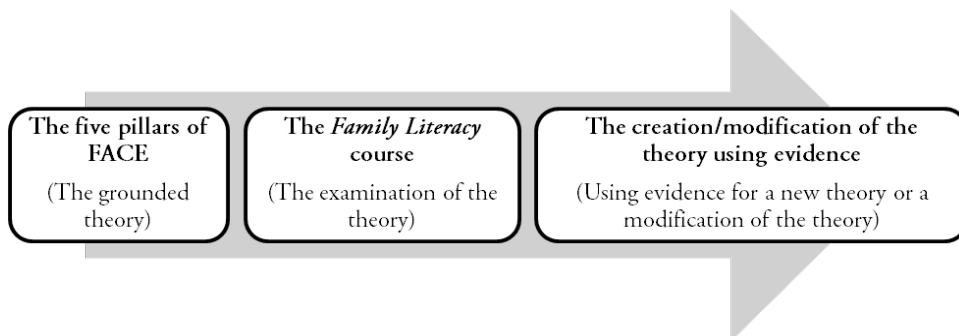 The five pillars of
FACE
(The grounded
theory)
The Family Literacy
course
(The examination of the
theory)
The creation/modification of the
theory using evidence
(Using evidence for a new theory or a
modification of the theory)